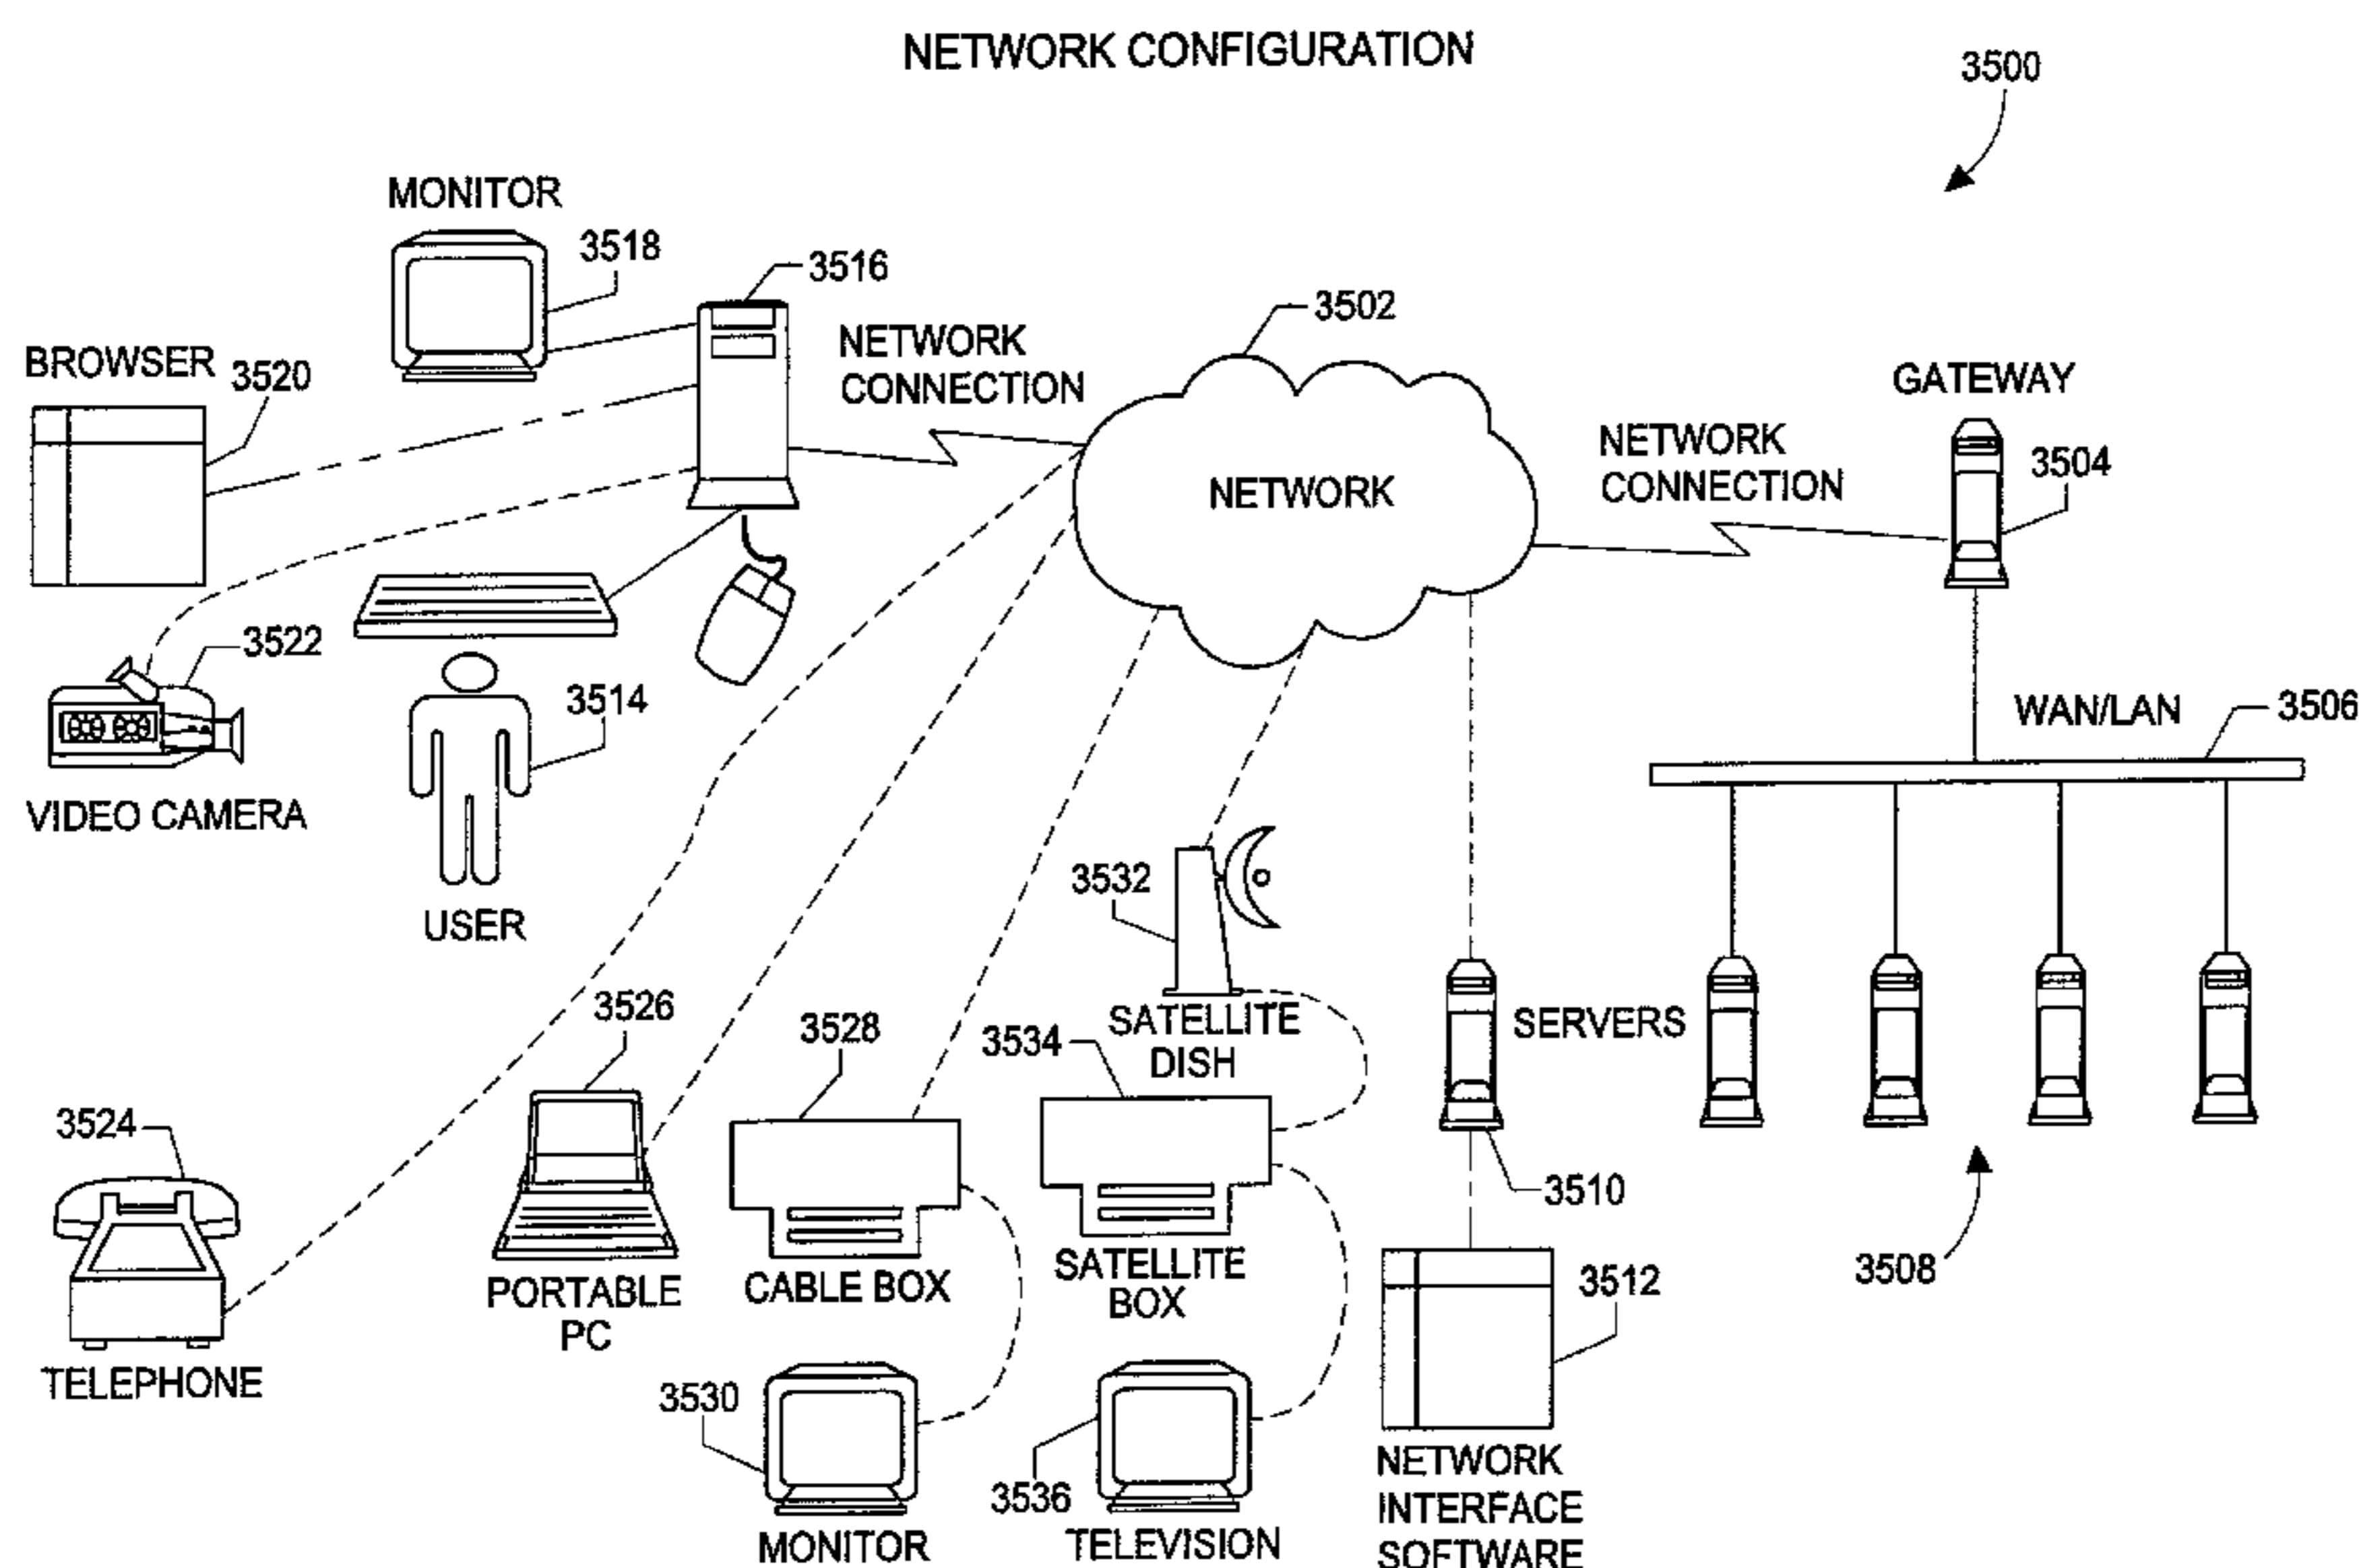 NETWORK CONFIGURATION
3500
MONITOR
3518
3516
3502
NETWORK
CONNECTION
BROWSER
3520
GATEWAY
NETWORK
CONNECTION
3504
NETWORK
3522
3514
WAN/LAN
3506
VIDEO CAMERA
USER
3532
3526
3528
SATELLITE
DISH
3534
SERVERS
3524
3510
PORTABLE
PC
CABLE BOX
SATELLITE
BOX
3512
3508
TELEPHONE
3530
3536
MONITOR
TELEVISION
NETWORK
INTERFACE
SOFTWARE